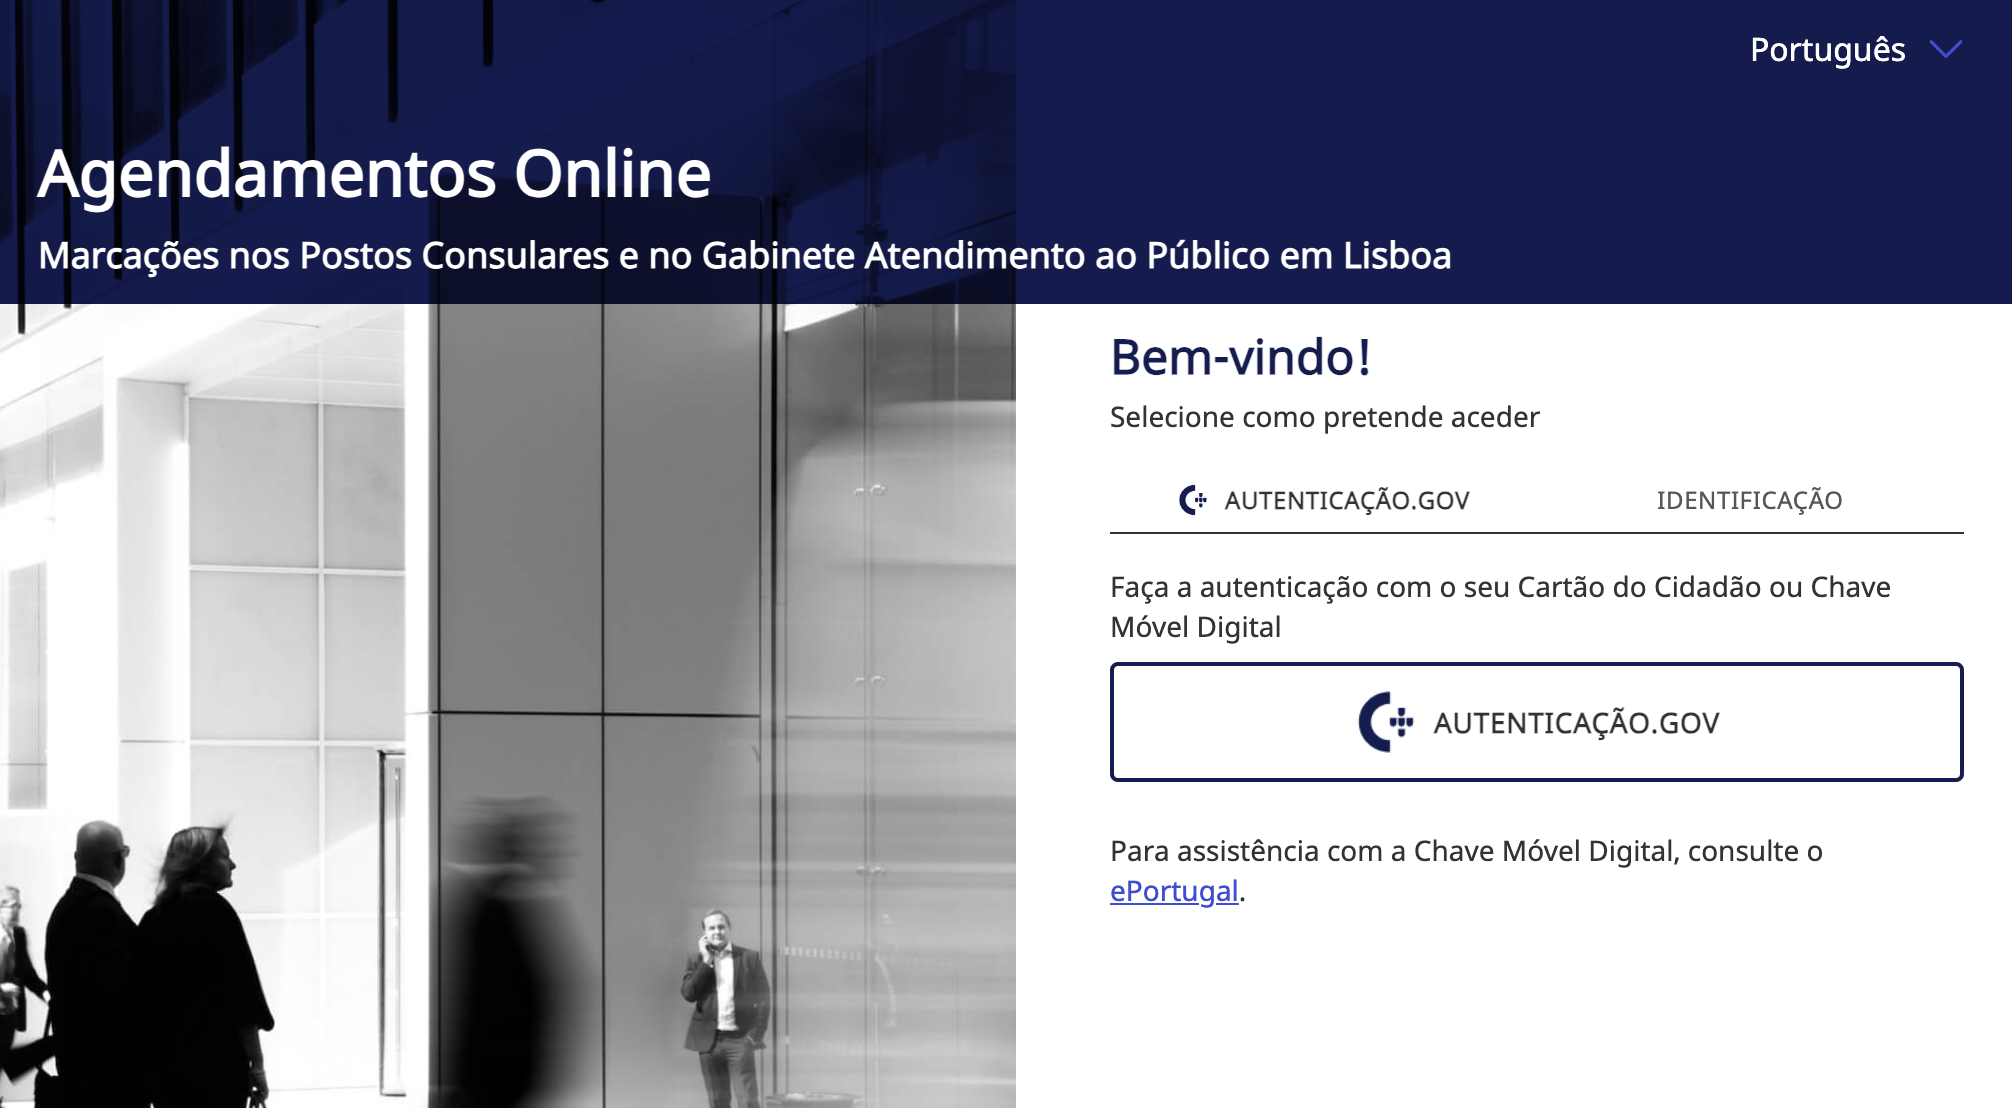 Português
Agendamentos Online
Marcações nos Postos Consulares e no Gabinete Atendimento ao Público em Lisboa
Bem-vindo!
Selecione como pretende aceder
AUTENTICAÇÃO.GOV
IDENTIFICAÇÃO
Faça a autenticação com o seu Cartão do Cidadão ou Chave
Móvel Digital
AUTENTICAÇÃO.GOV
Para assistência com a Chave Móvel Digital, consulte o
ePortugal.